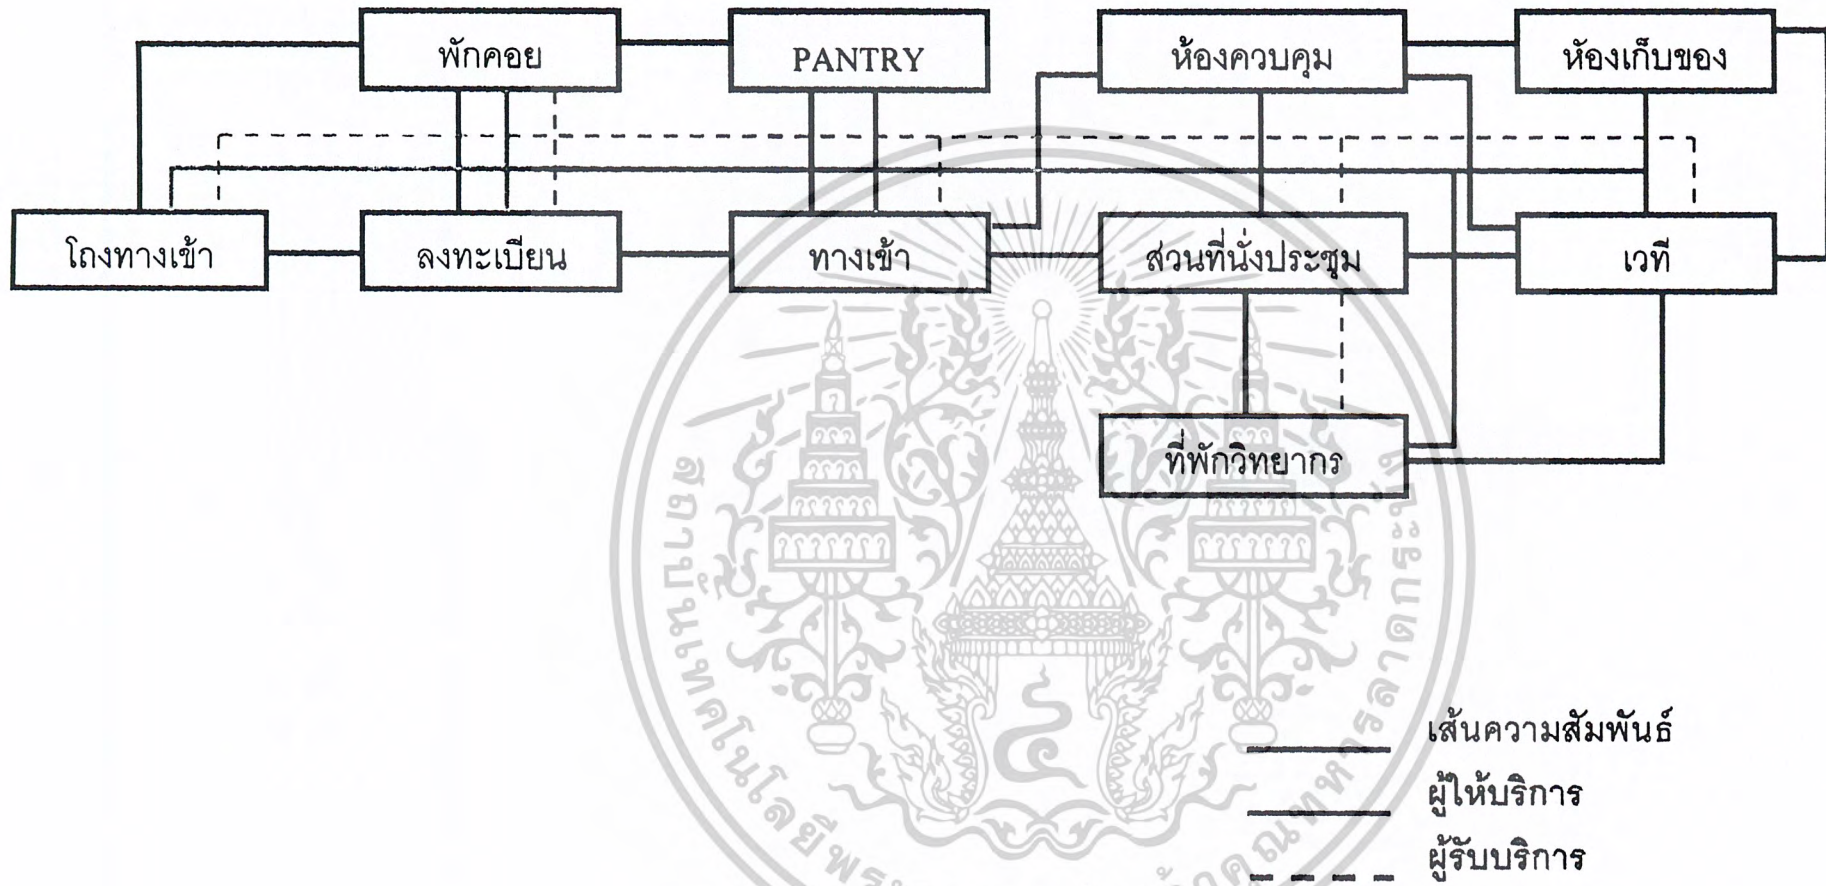 พักคอย
PANTRY
ห้องควบคุม
ห้องเก็บของ
โถงทางเข้า
ลงทะเบียน
ทางเข้า
ส่วนที่นั่งประชุม
เวที
ที่พักวิทยากร
เส้นความสัมพันธ์
ผู้ให้บริการ
ผู้รับบริการ